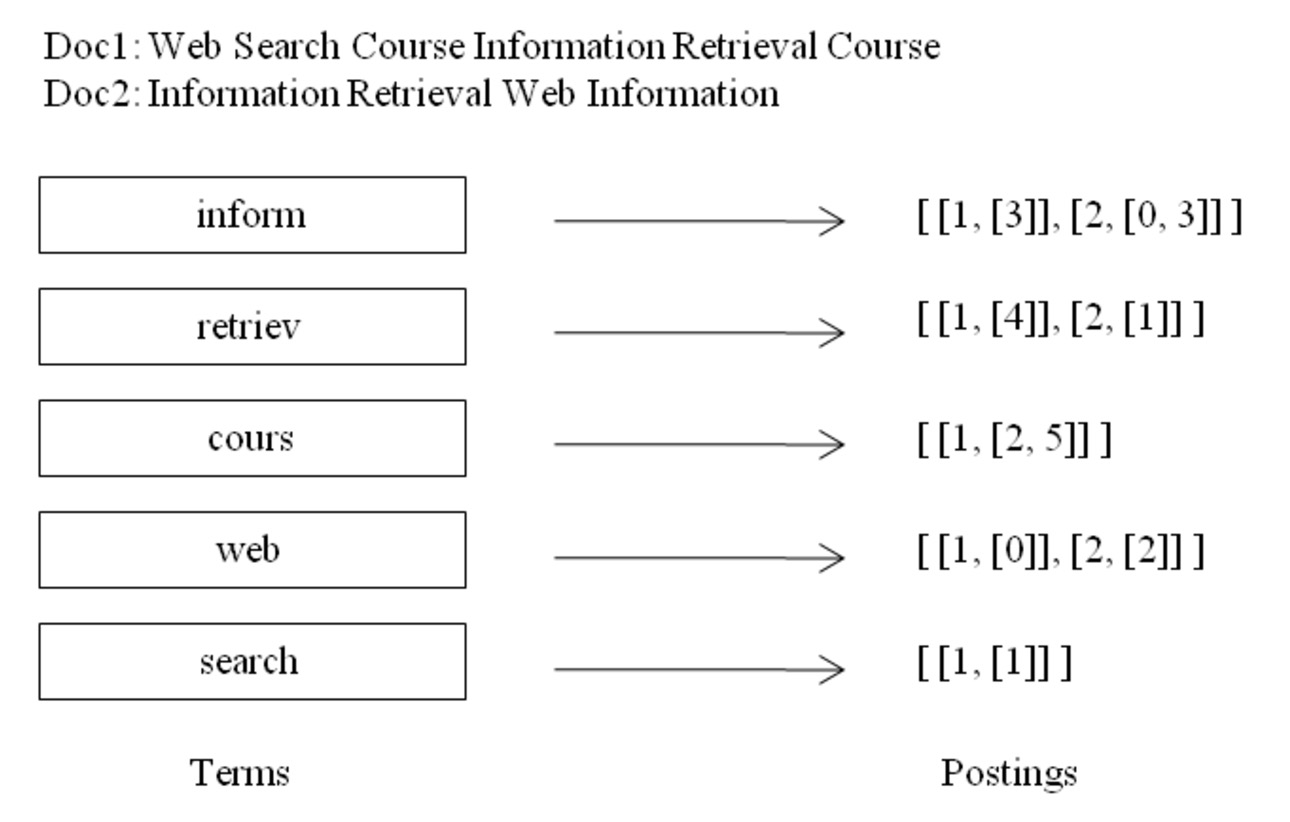 Doc1: Web Search Course Information Retrieval Course
Doc2: Information Retrieval Web Information
inform [ [1, [3]], [2, [0, 3]] ]
retriev [ [1, [4]], [2, [1]] ]
cours [ [1, [2, 5]] ]
web [ [1, [0]], [2, [2]] ]
search [ [1, [1]] ]
Terms Postings